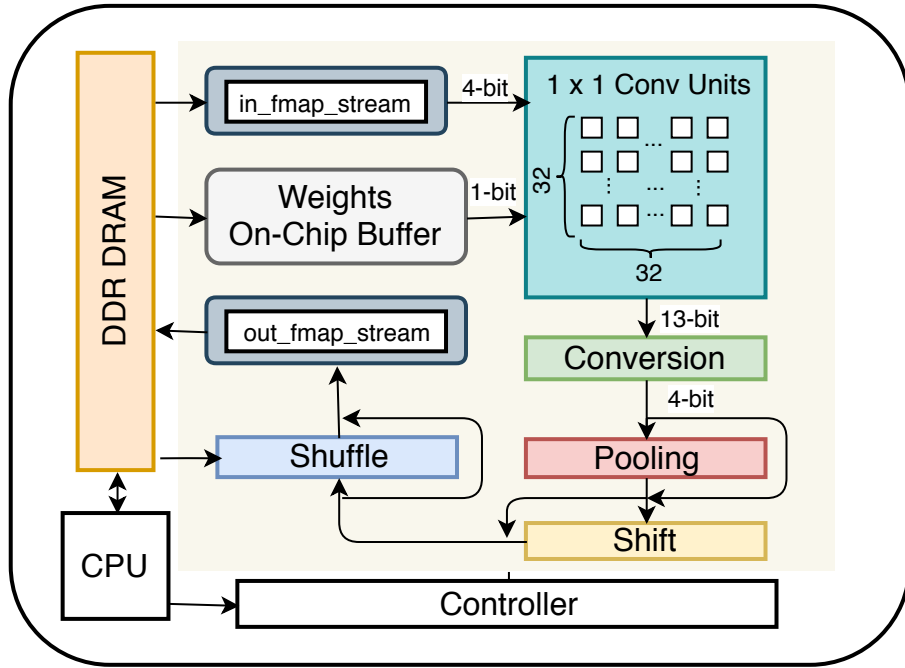 DDR DRAM
in_fmap_stream
4-bit
1 x 1 Conv Units
...
32
...
...
...
...
32
Weights
On-Chip Buffer
1-bit
out_fmap_stream
13-bit
Conversion
4-bit
Shuffle
Pooling
Shift
CPU
Controller